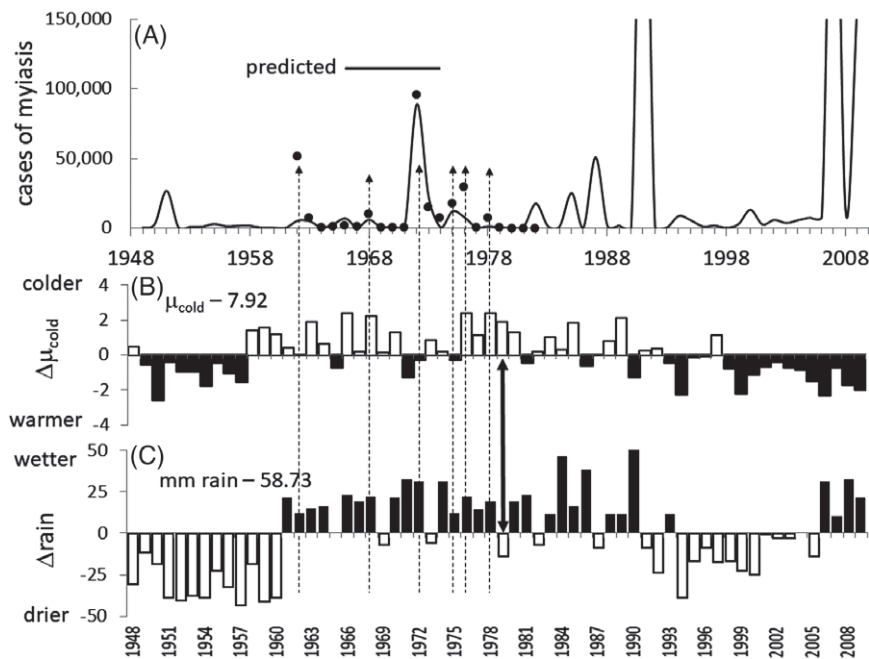 (A)
cases of myiasis
150,000
100,000
50,000
0
predicted
1948 1958 1968 1978 1988 1998 2008
(B)
colder
μcold – 7.92
Δμcold
4
2
0
-2
-4
warmer
(C)
wetter
mm rain – 58.73
Δrain
50
25
0
-25
-50
drier
1948 1951 1954 1957 1960 1963 1966 1969 1972 1975 1978 1981 1984 1987 1990 1993 1996 1999 2002 2005 2008